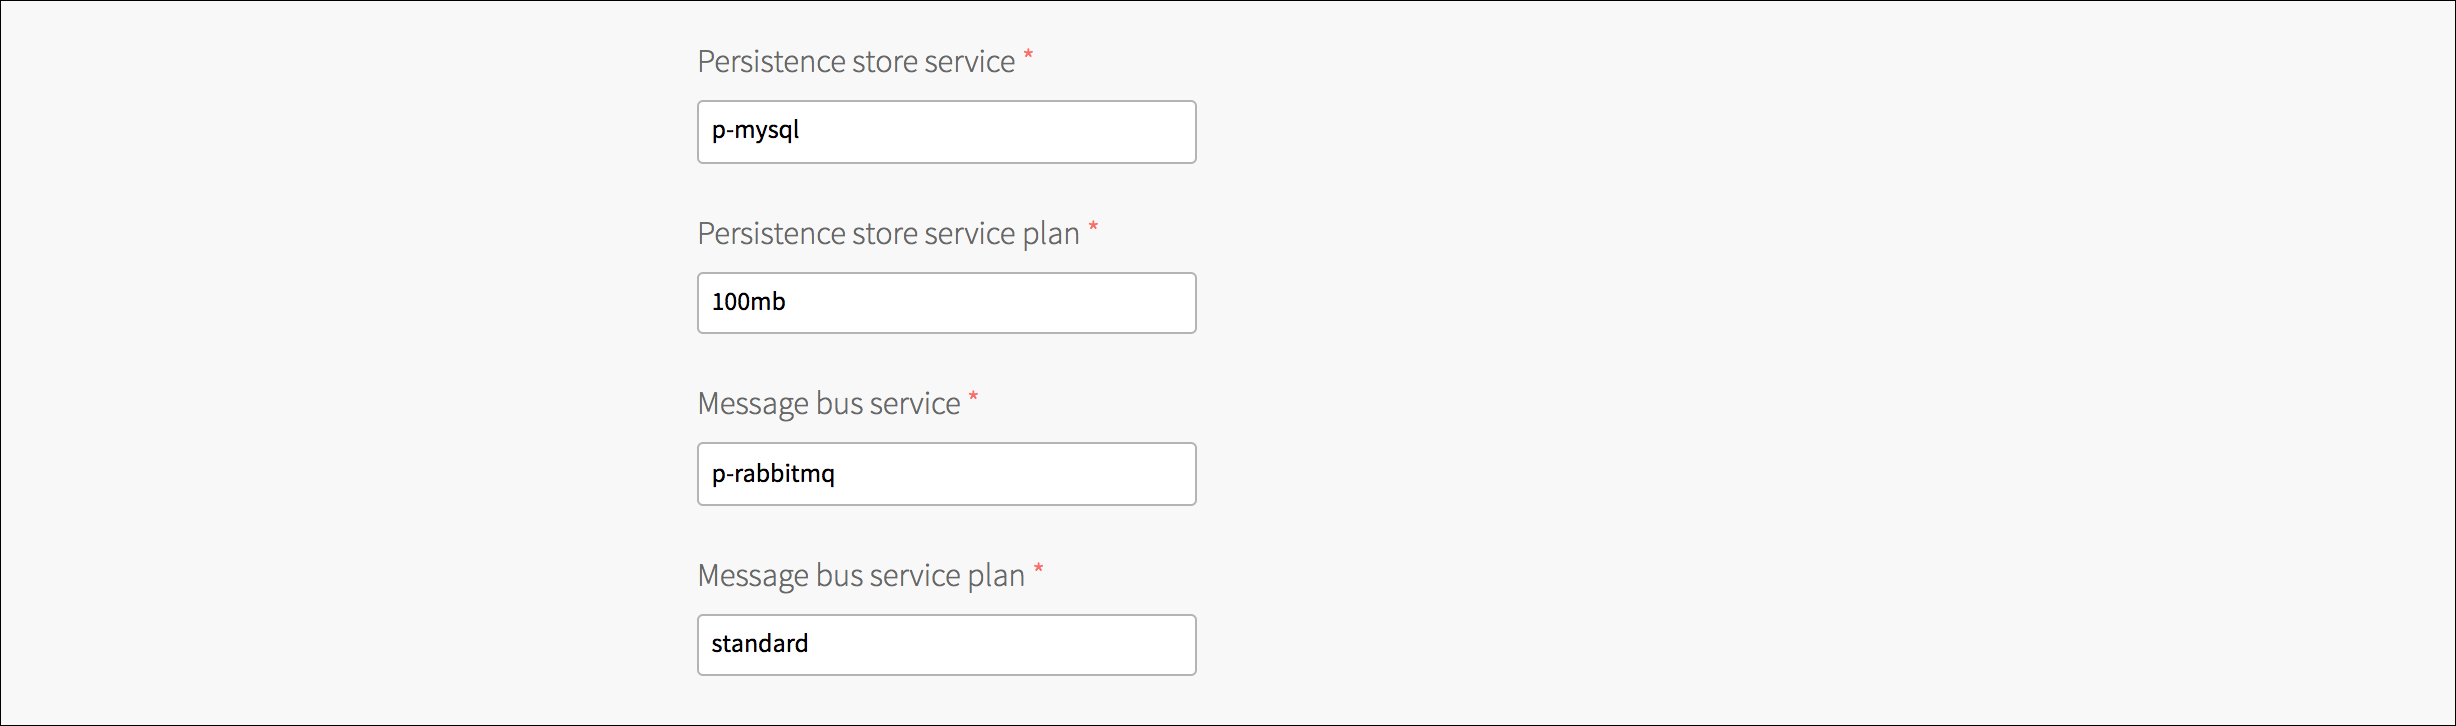 Persistence store service *
p-mysql
Persistence store service plan *
100mb
Message bus service *
p-rabbitmq
Message bus service plan *
standard